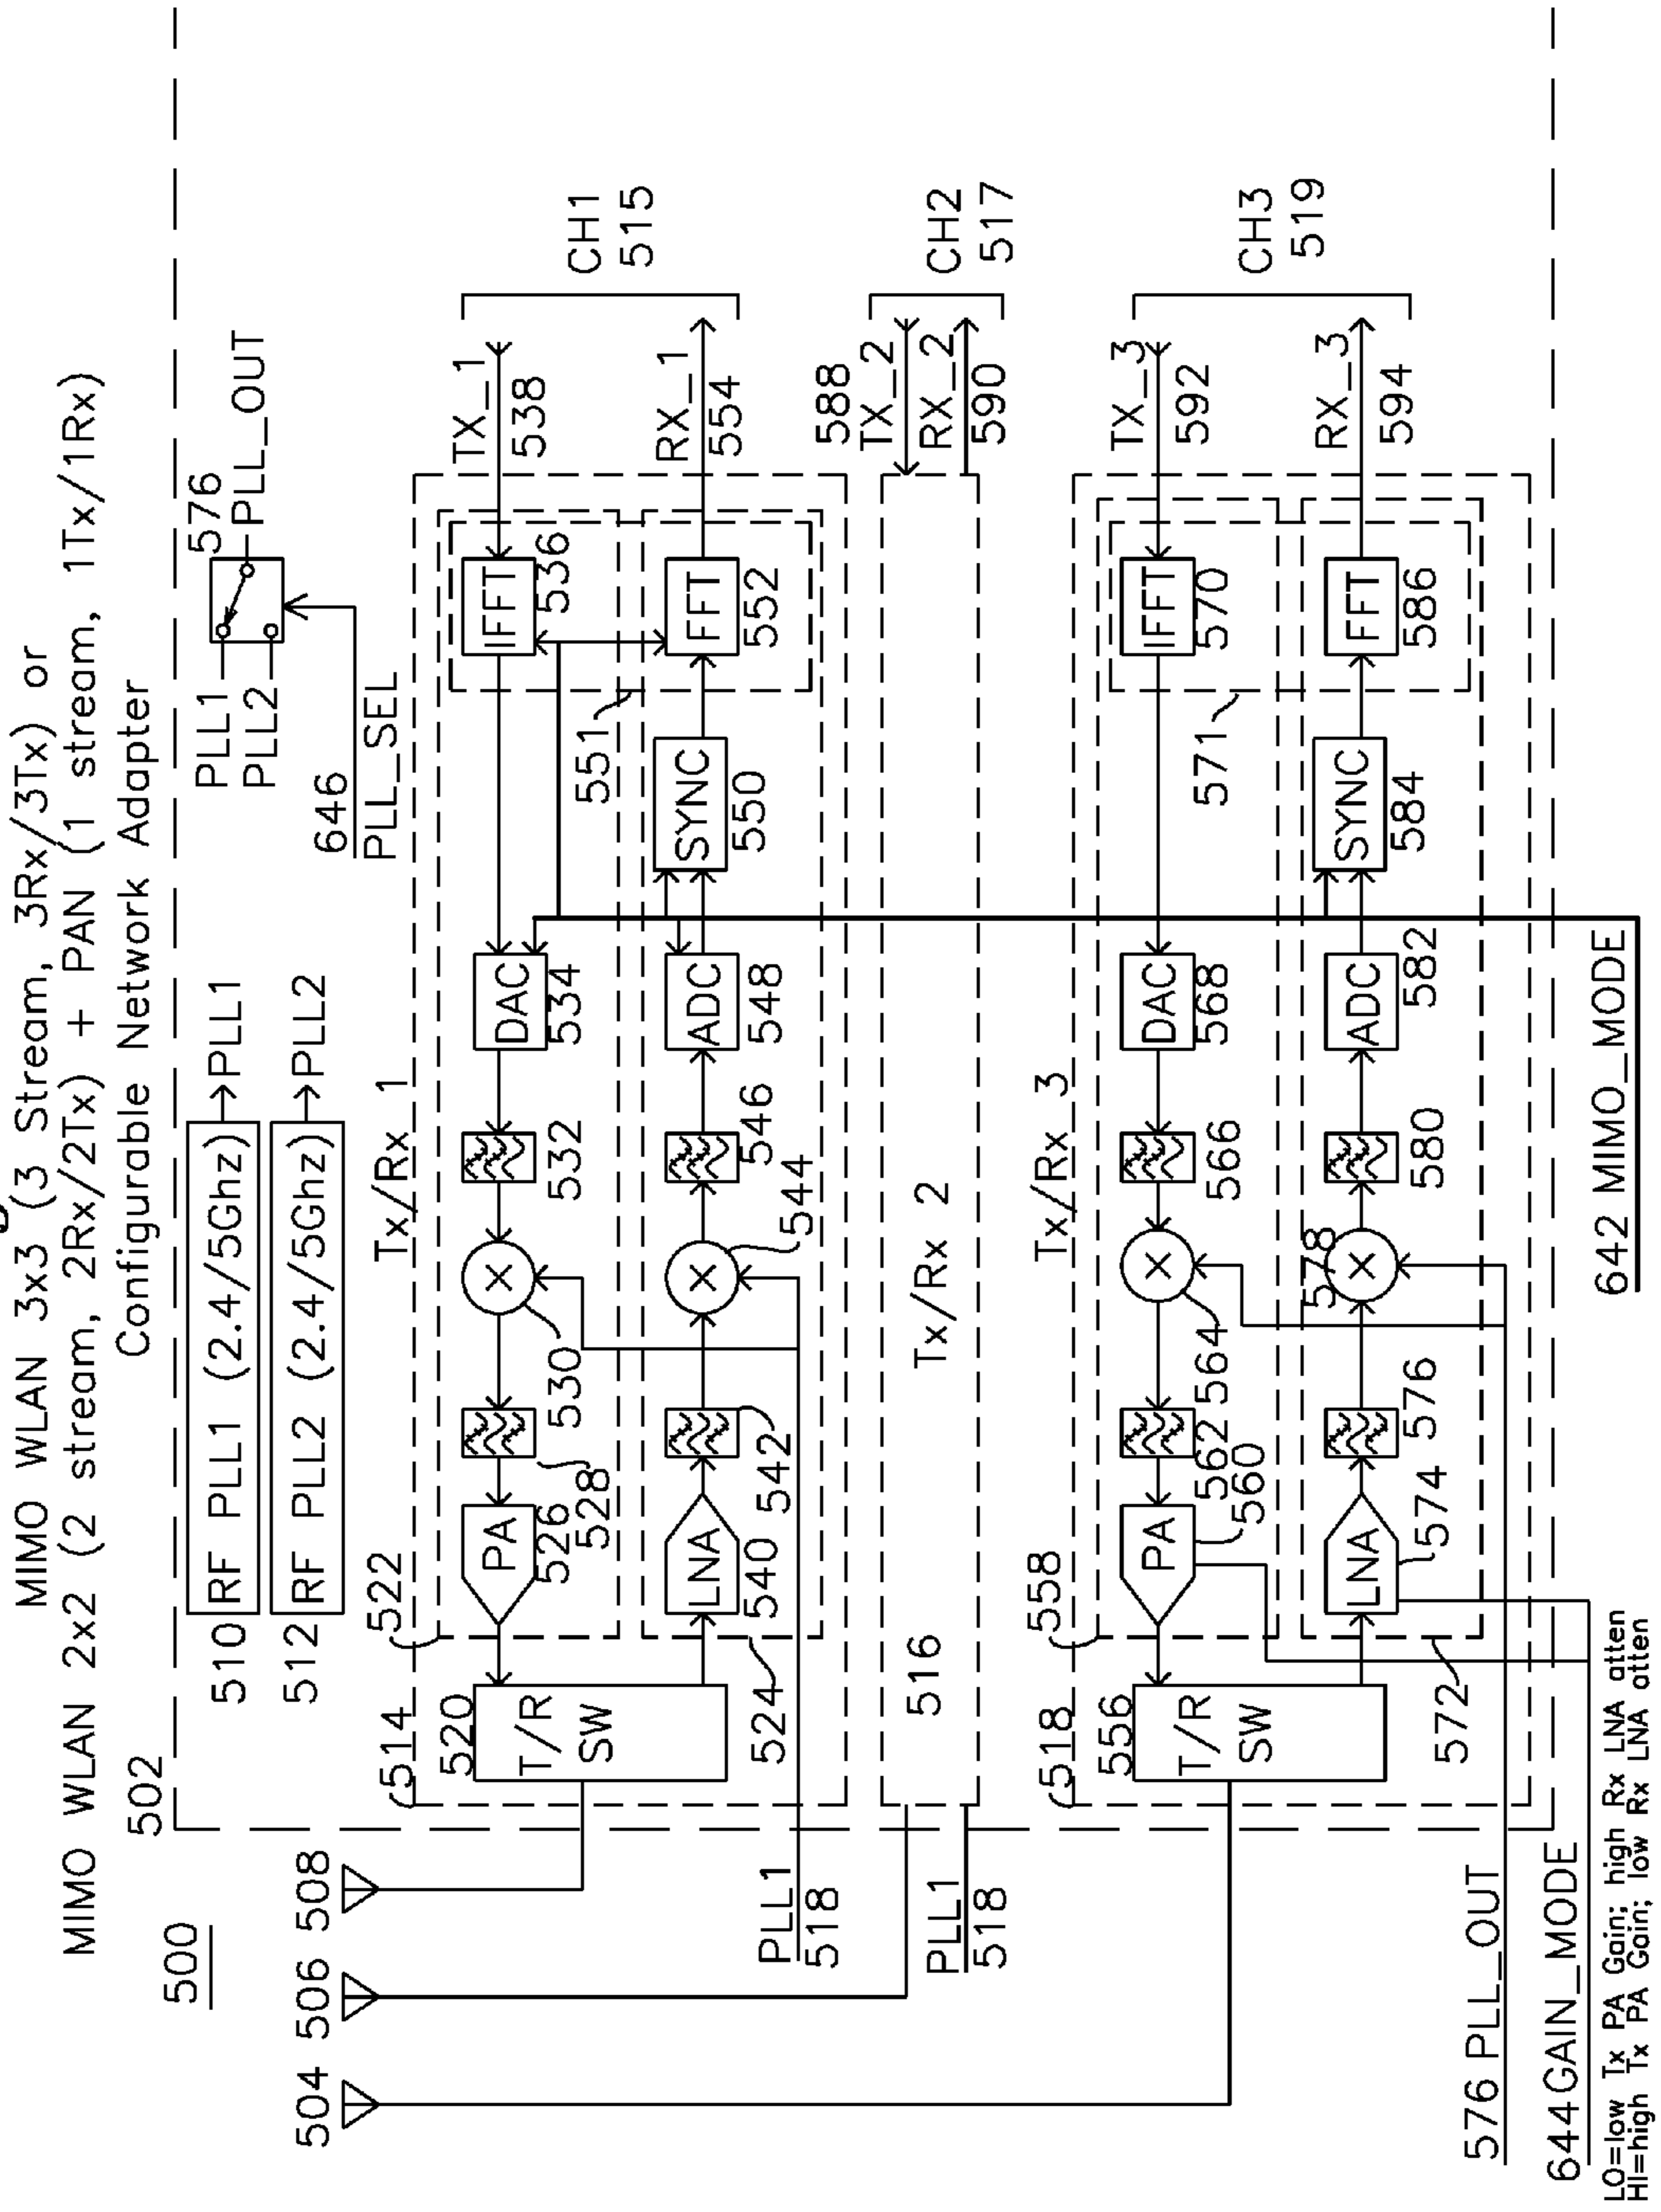 MIMO WLAN 3x3 (3 Stream, 3Rx/3Tx) or
MIMO WLAN 2x2 (2 stream, 2Rx/2Tx) + PAN (1 stream, 1Tx/1Rx)
Configurable Network Adapter
500
502
510 RF PLL1 (2.4/5Ghz) PLL1
512 RF PLL2 (2.4/5Ghz) PLL2
PLL1
PLL2
576
PLL_OUT
646
PLL_SEL
504 506 508
514
Tx/Rx 1
522
520
T/R
SW
PA
526
528
530
532
DAC
534
IFFT
536
TX_1
538
551
524
LNA
540
542
544
546
ADC
548
SYNC
550
FFT
552
RX_1
554
CH1
515
PLL1
518
516
Tx/Rx 2
588
TX_2
RX_2
590
CH2
517
PLL1
518
518
Tx/Rx 3
558
556
T/R
SW
PA
560
562
564
566
DAC
568
IFFT
570
TX_3
592
571
572
LNA
574
576
578
580
ADC
582
SYNC
584
FFT
586
RX_3
594
CH3
519
576 PLL_OUT
644 GAIN_MODE
642 MIMO_MODE
LO=low Tx PA Gain; high Rx LNA atten
HI=high Tx PA Gain; low Rx LNA atten